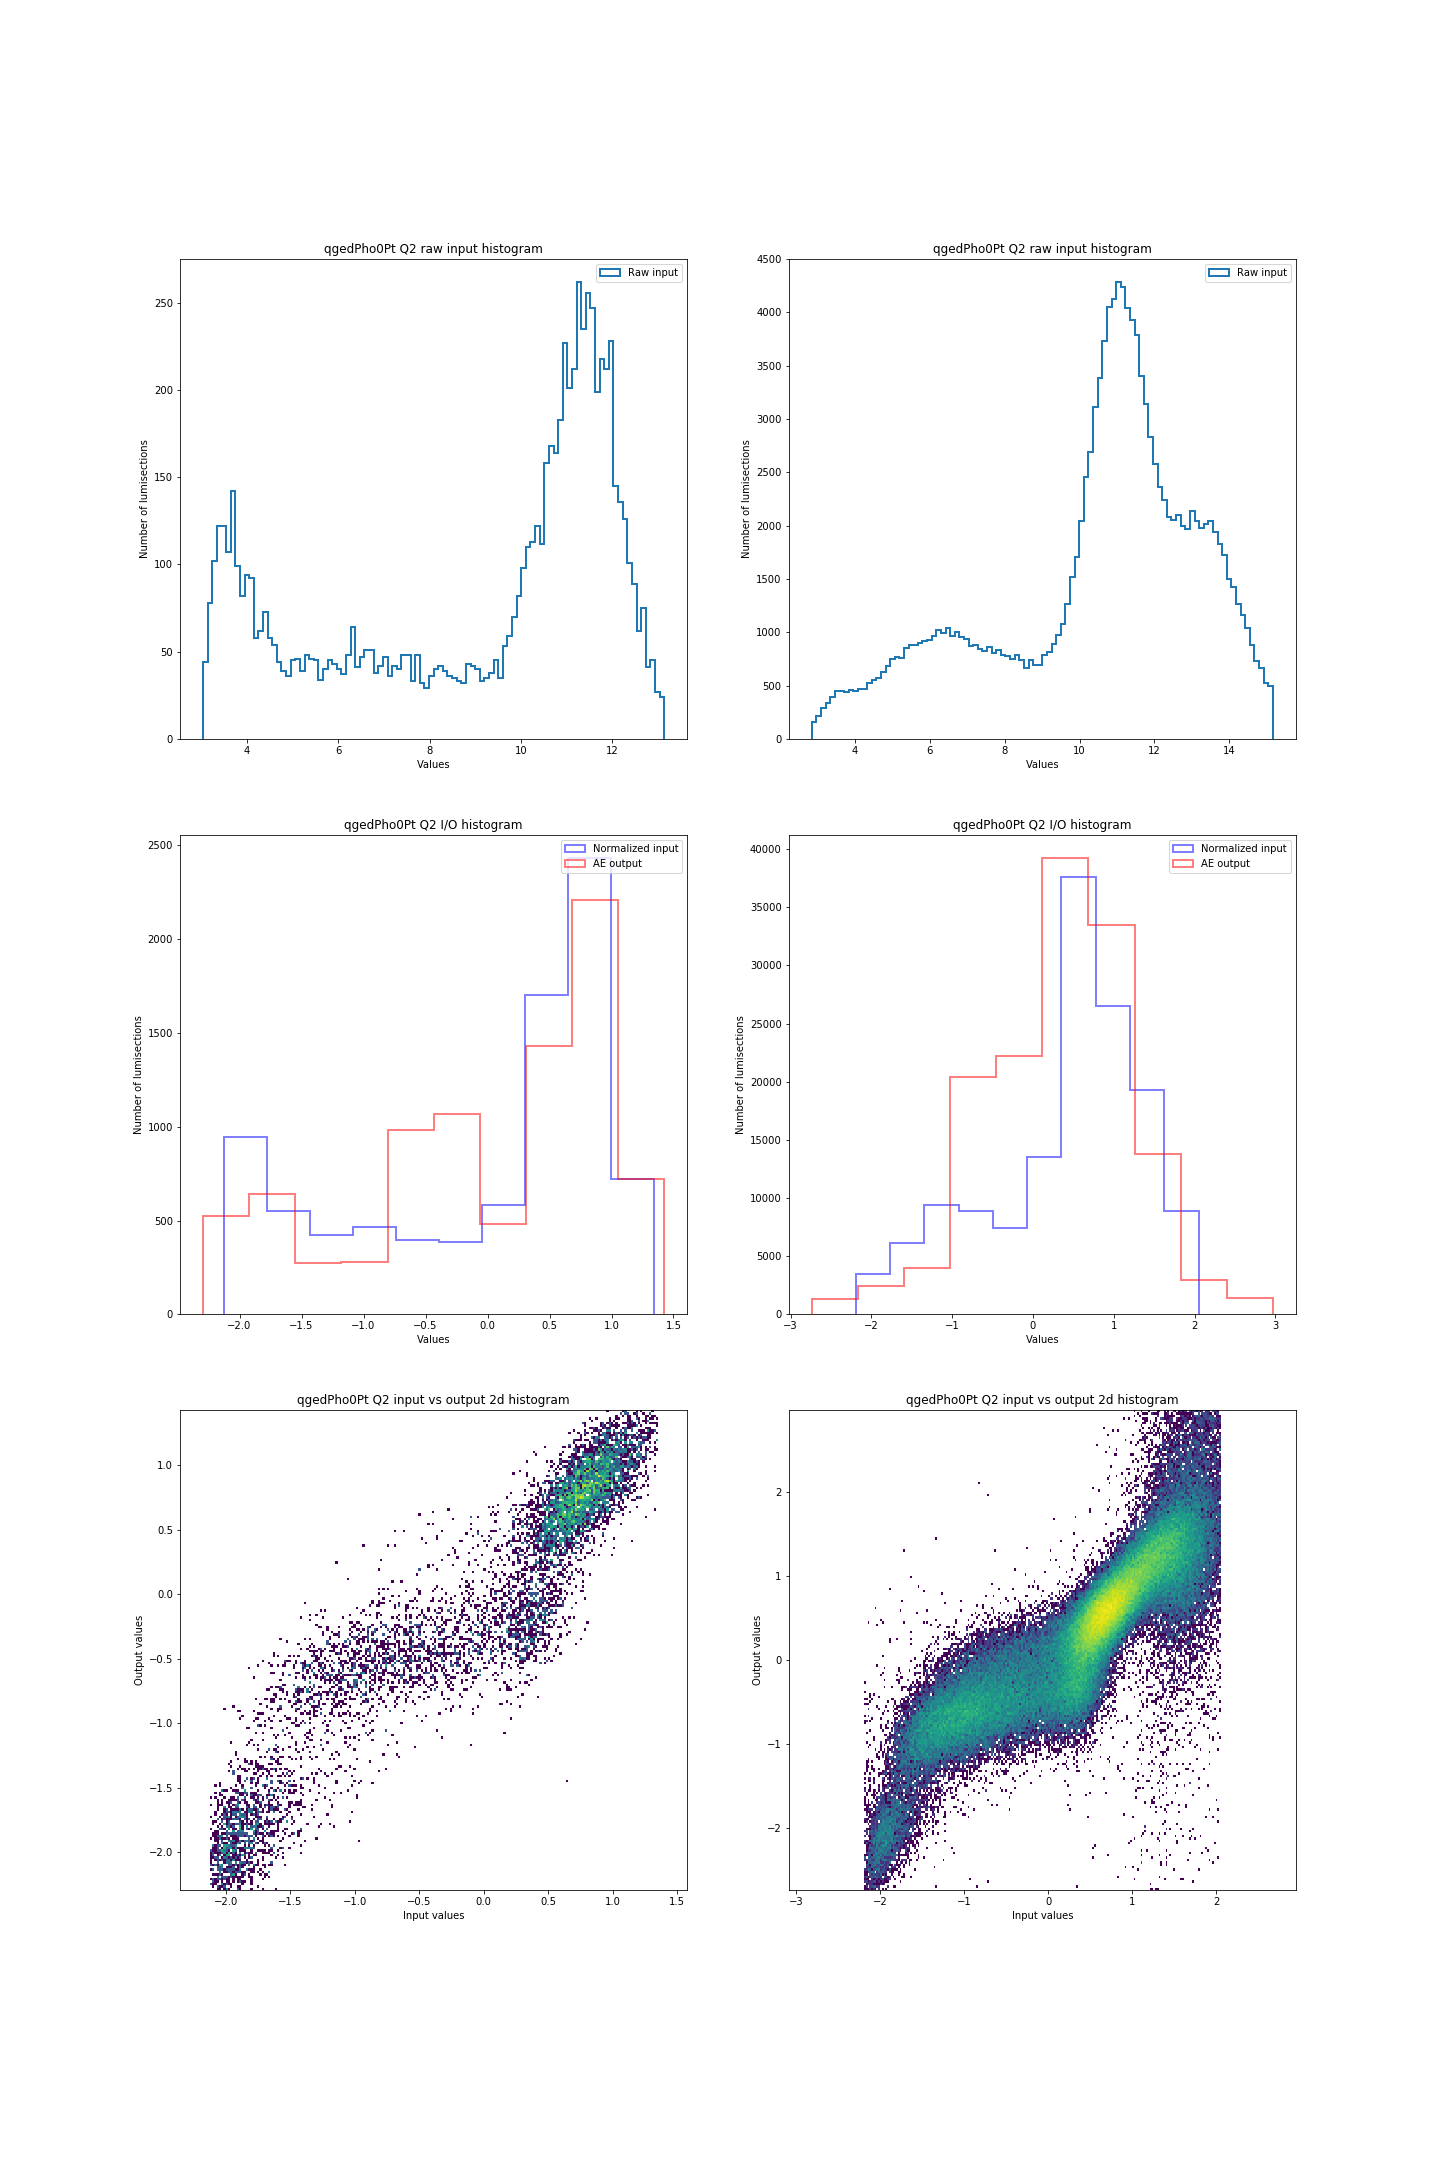 qgedPho0Pt Q2 raw input histogram
Raw input
250
200
150
100
50
0
Number of lumisections
4 6 8 10 12
Values
qgedPho0Pt Q2 raw input histogram
Raw input
4500
4000
3500
3000
2500
2000
1500
1000
500
0
Number of lumisections
4 6 8 10 12 14
Values
qgedPho0Pt Q2 I/O histogram
Normalized input
AE output
2500
2000
1500
1000
500
0
Number of lumisections
−2.0 −1.5 −1.0 −0.5 0.0 0.5 1.0 1.5
Values
qgedPho0Pt Q2 I/O histogram
Normalized input
AE output
40000
35000
30000
25000
20000
15000
10000
5000
0
Number of lumisections
−3 −2 −1 0 1 2 3
Values
qgedPho0Pt Q2 input vs output 2d histogram
1.0
0.5
0.0
−0.5
−1.0
−1.5
−2.0
Output values
−2.0 −1.5 −1.0 −0.5 0.0 0.5 1.0 1.5
Input values
qgedPho0Pt Q2 input vs output 2d histogram
2
1
0
−1
−2
Output values
−3 −2 −1 0 1 2
Input values